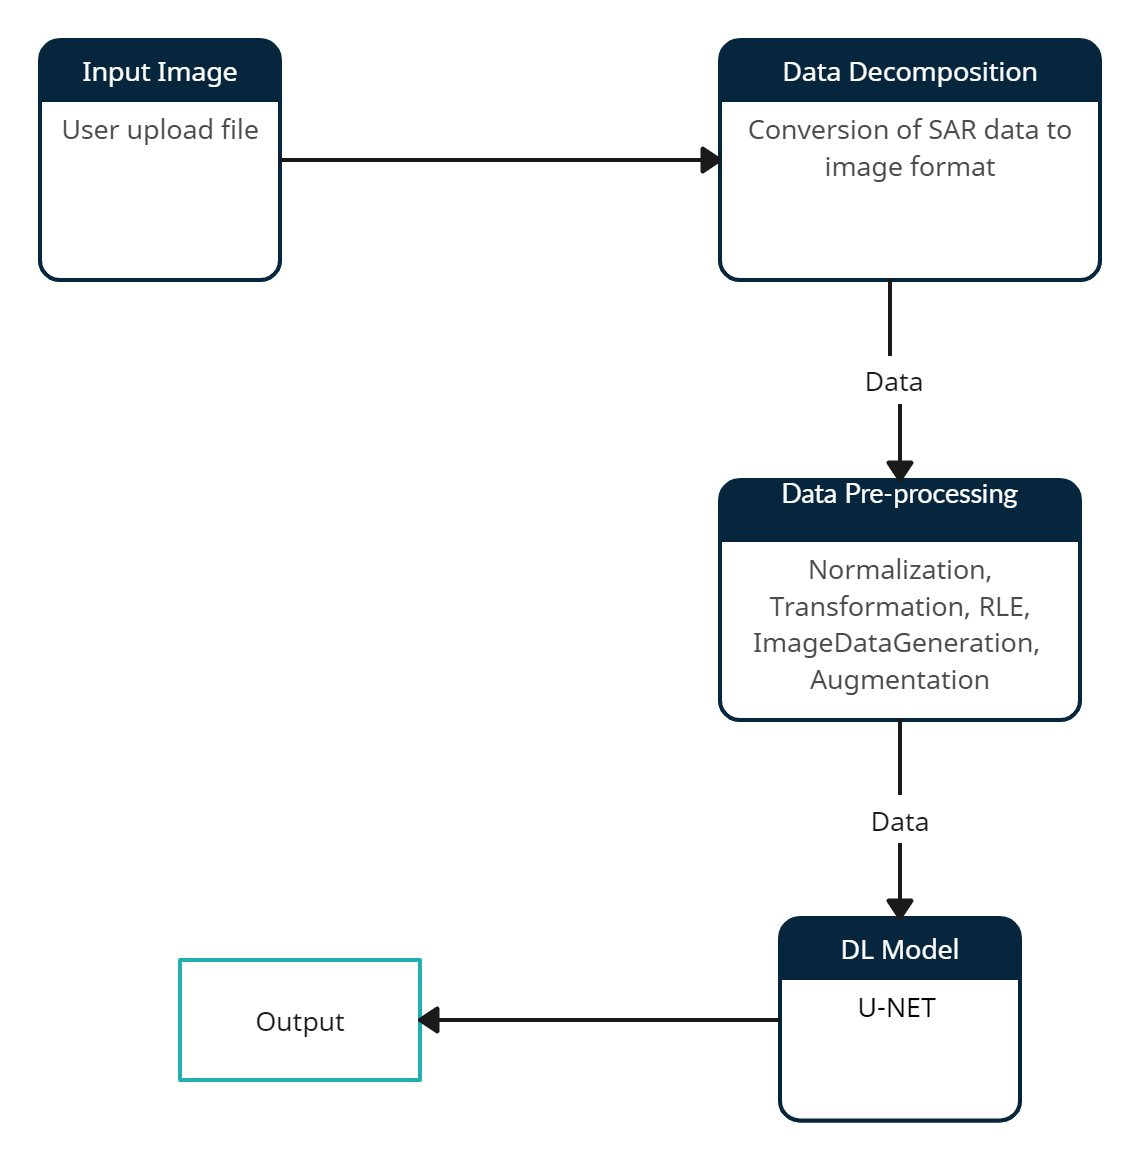 Input Image
User upload file
Data Decomposition
Conversion of SAR data to
image format
Data
Data Pre-processing
Normalization,
Transformation, RLE,
ImageDataGeneration,
Augmentation
Data
DL Model
U-NET
Output